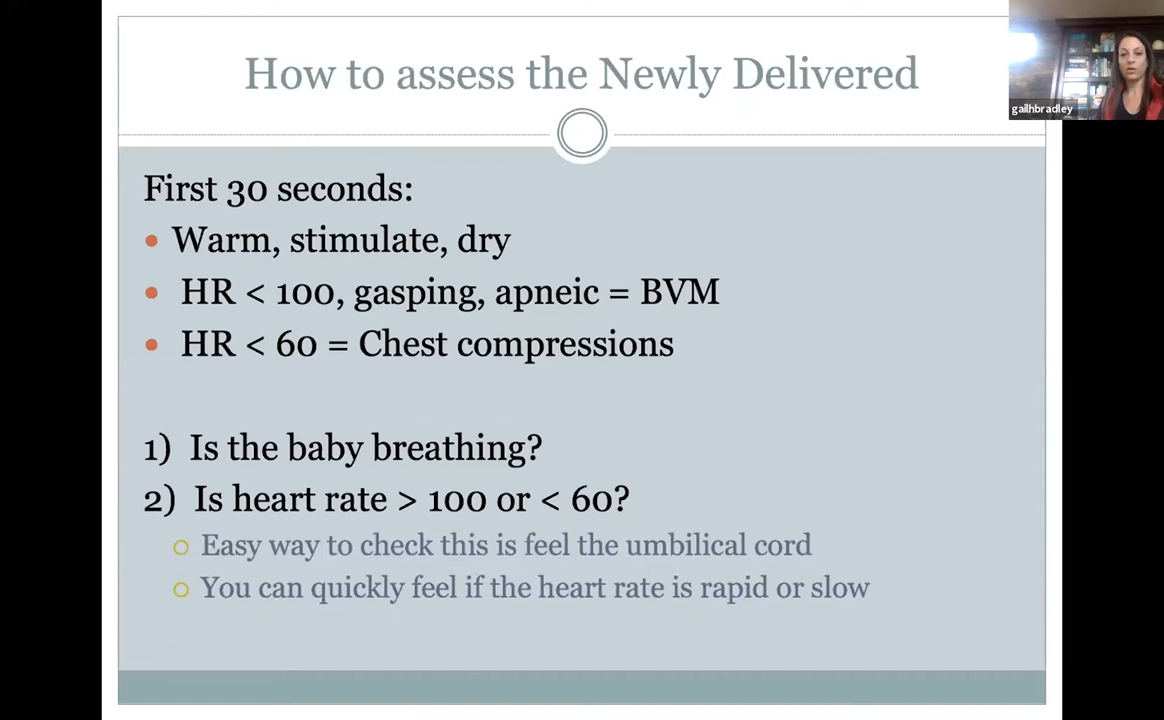 How to assess the Newly Delivered
gailhbradley
First 30 seconds:
• Warm, stimulate, dry
• HR < 100, gasping, apneic = BVM
• HR < 60 = Chest compressions
1) Is the baby breathing?
2) Is heart rate > 100 or < 60?
○ Easy way to check this is feel the umbilical cord
○ You can quickly feel if the heart rate is rapid or slow